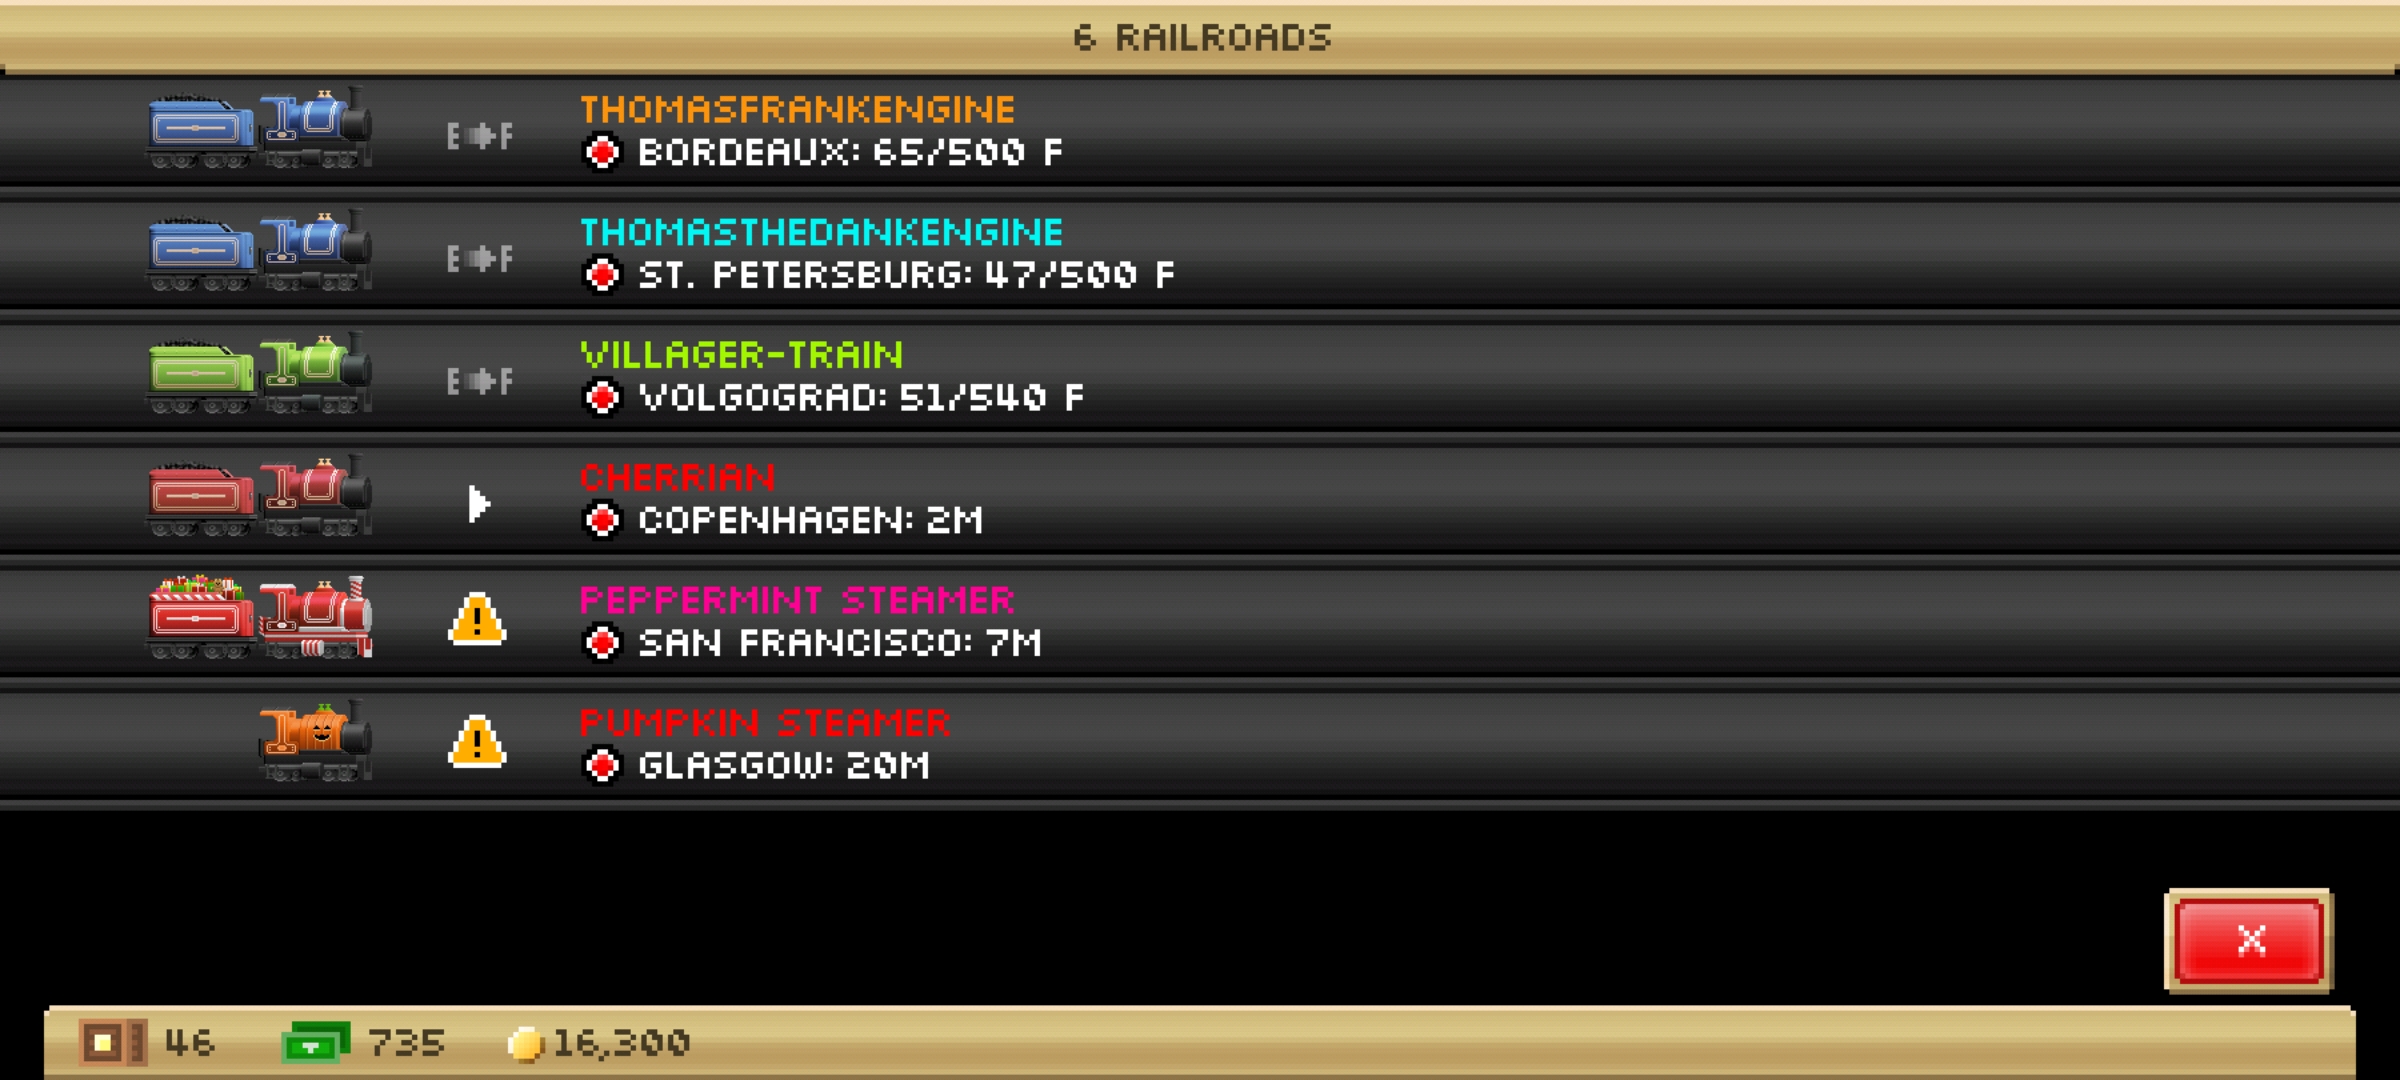 6 RAILROADS
THOMASFRANKENGINE
E F
BORDEAUX: 65/500 F
THOMASTHEDANKENGINE
E F
ST. PETERSBURG: 47/500 F
VILLAGER-TRAIN
E F
VOLGOGRAD: 51/540 F
CHERRIAN
COPENHAGEN: 2M
PEPPERMINT STEAMER
!
SAN FRANCISCO: 7M
PUMPKIN STEAMER
!
GLASGOW: 20M
X
46 735 16,300